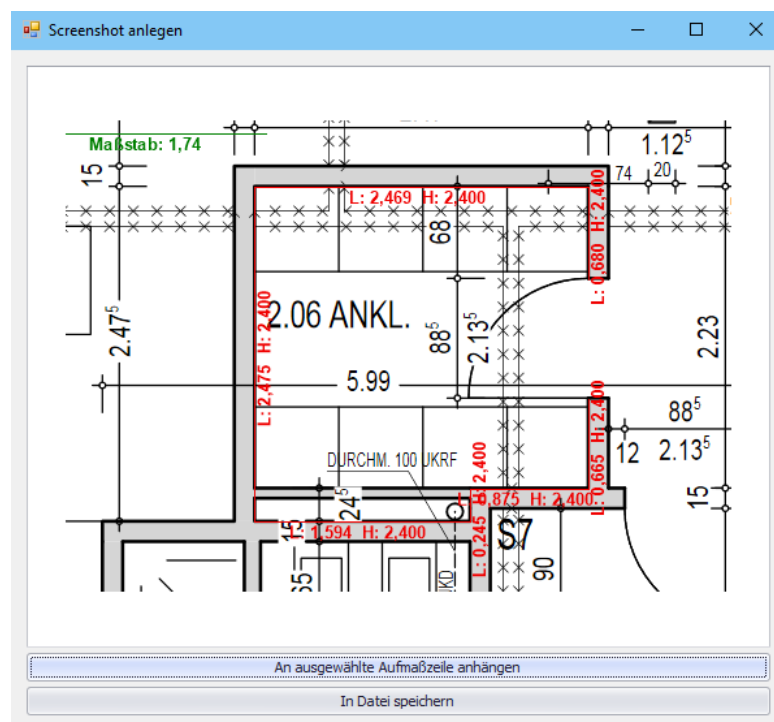 Screenshot anlegen
Maßstab: 1,74
1.12⁵
15
74
20
L: 2,469 H: 2,400
L: 0,680 H: 2,400
68
2.06 ANKL.
2.47⁵
L: 2,475 H: 2,400
88⁵
2.13⁵
2.23
5.99
88⁵
12
2.13⁵
DURCHM. 100 UKRF
L: 0,665 H: 2,400
0,875 H: 2,400
15
24⁵
L: 0,245 H: 2,400
15
1,594 H: 2,400
S7
65
90
An ausgewählte Aufmaßzeile anhängen
In Datei speichern